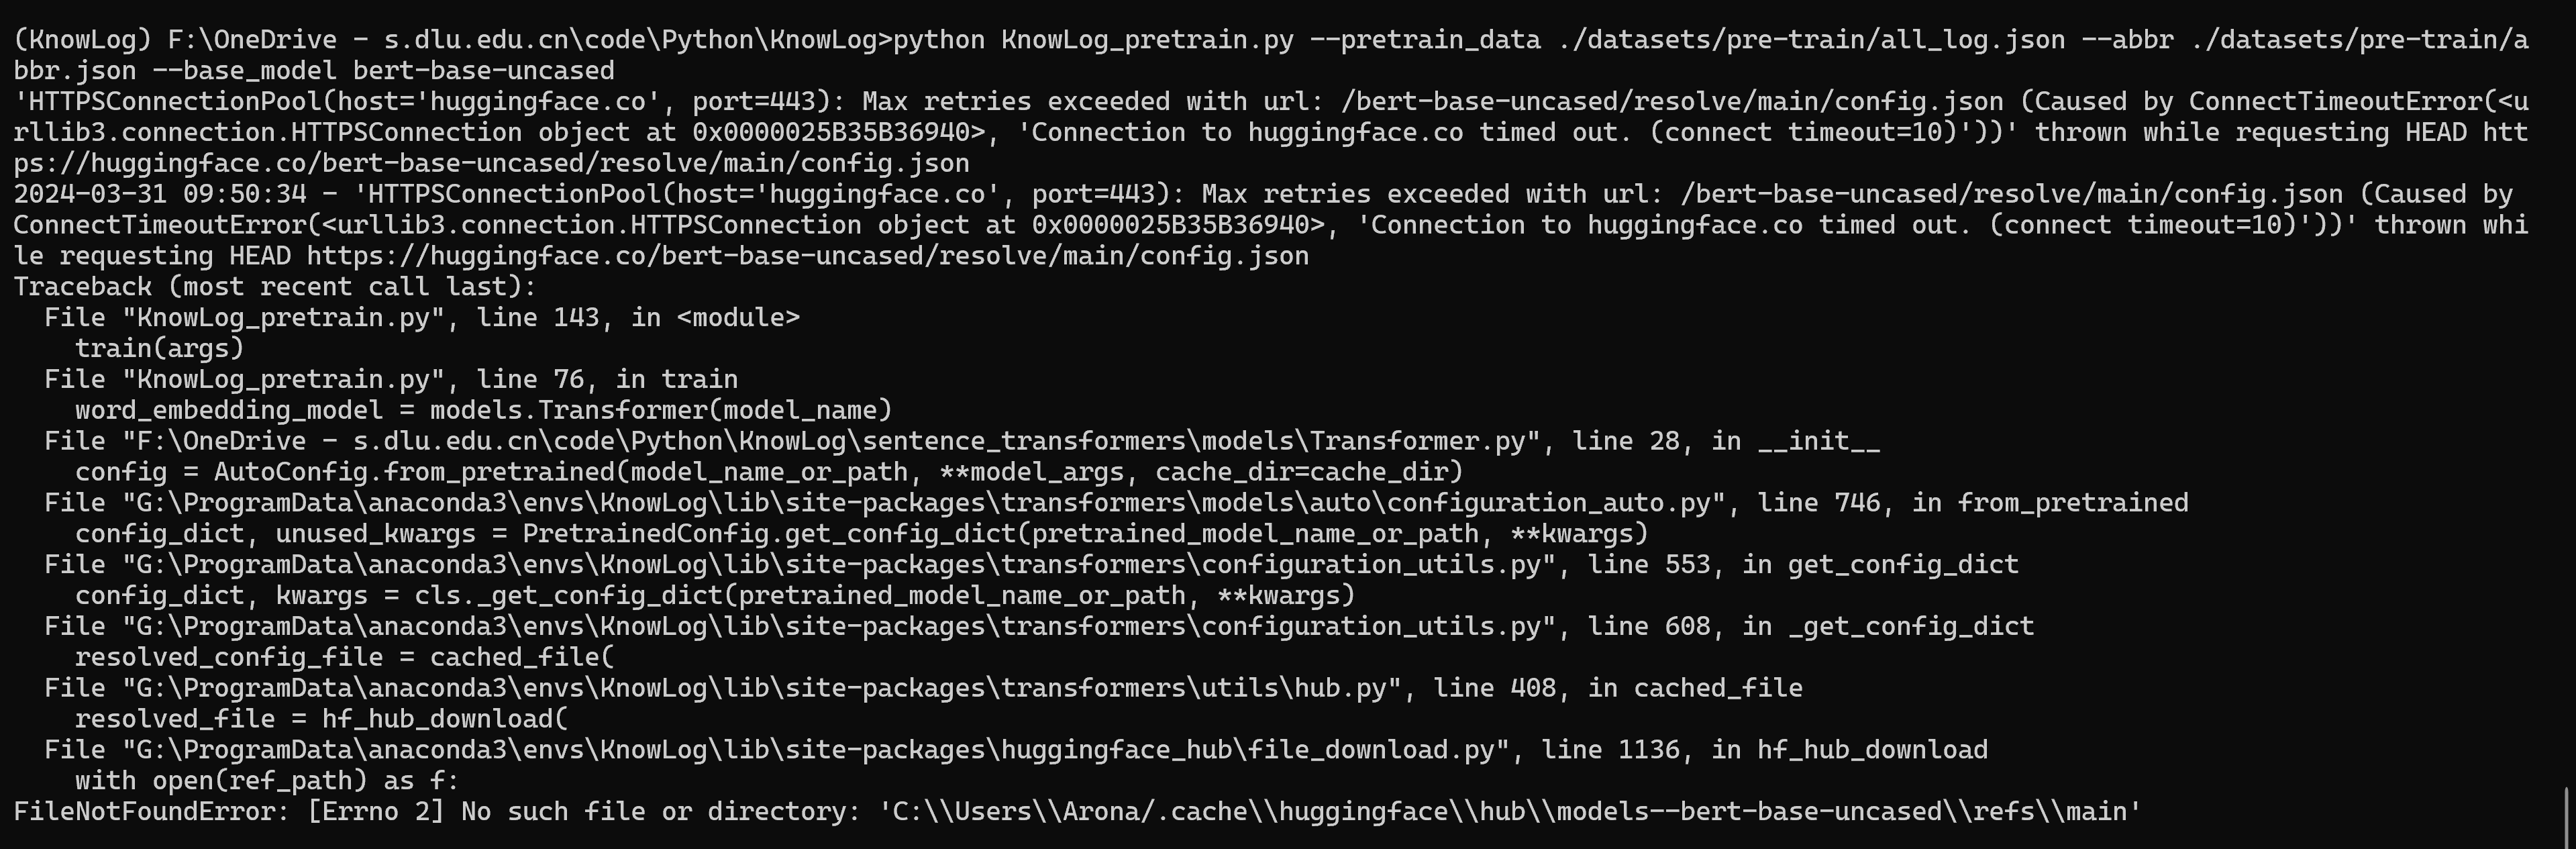 (KnowLog) F:\OneDrive - s.dlu.edu.cn\code\Python\KnowLog>python KnowLog_pretrain.py --pretrain_data ./datasets/pre-train/all_log.json --abbr ./datasets/pre-train/a
bbr.json --base_model bert-base-uncased
'HTTPSConnectionPool(host='huggingface.co', port=443): Max retries exceeded with url: /bert-base-uncased/resolve/main/config.json (Caused by ConnectTimeoutError(<u
rllib3.connection.HTTPSConnection object at 0x0000025B35B36940>, 'Connection to huggingface.co timed out. (connect timeout=10)'))' thrown while requesting HEAD htt
ps://huggingface.co/bert-base-uncased/resolve/main/config.json
2024-03-31 09:50:34 - 'HTTPSConnectionPool(host='huggingface.co', port=443): Max retries exceeded with url: /bert-base-uncased/resolve/main/config.json (Caused by
ConnectTimeoutError(<urllib3.connection.HTTPSConnection object at 0x0000025B35B36940>, 'Connection to huggingface.co timed out. (connect timeout=10)'))' thrown whi
le requesting HEAD https://huggingface.co/bert-base-uncased/resolve/main/config.json
Traceback (most recent call last):
  File "KnowLog_pretrain.py", line 143, in <module>
    train(args)
  File "KnowLog_pretrain.py", line 76, in train
    word_embedding_model = models.Transformer(model_name)
  File "F:\OneDrive - s.dlu.edu.cn\code\Python\KnowLog\sentence_transformers\models\Transformer.py", line 28, in __init__
    config = AutoConfig.from_pretrained(model_name_or_path, **model_args, cache_dir=cache_dir)
  File "G:\ProgramData\anaconda3\envs\KnowLog\lib\site-packages\transformers\models\auto\configuration_auto.py", line 746, in from_pretrained
    config_dict, unused_kwargs = PretrainedConfig.get_config_dict(pretrained_model_name_or_path, **kwargs)
  File "G:\ProgramData\anaconda3\envs\KnowLog\lib\site-packages\transformers\configuration_utils.py", line 553, in get_config_dict
    config_dict, kwargs = cls._get_config_dict(pretrained_model_name_or_path, **kwargs)
  File "G:\ProgramData\anaconda3\envs\KnowLog\lib\site-packages\transformers\configuration_utils.py", line 608, in _get_config_dict
    resolved_config_file = cached_file(
  File "G:\ProgramData\anaconda3\envs\KnowLog\lib\site-packages\transformers\utils\hub.py", line 408, in cached_file
    resolved_file = hf_hub_download(
  File "G:\ProgramData\anaconda3\envs\KnowLog\lib\site-packages\huggingface_hub\file_download.py", line 1136, in hf_hub_download
    with open(ref_path) as f:
FileNotFoundError: [Errno 2] No such file or directory: 'C:\\Users\\Arona/.cache\\huggingface\\hub\\models--bert-base-uncased\\refs\\main'